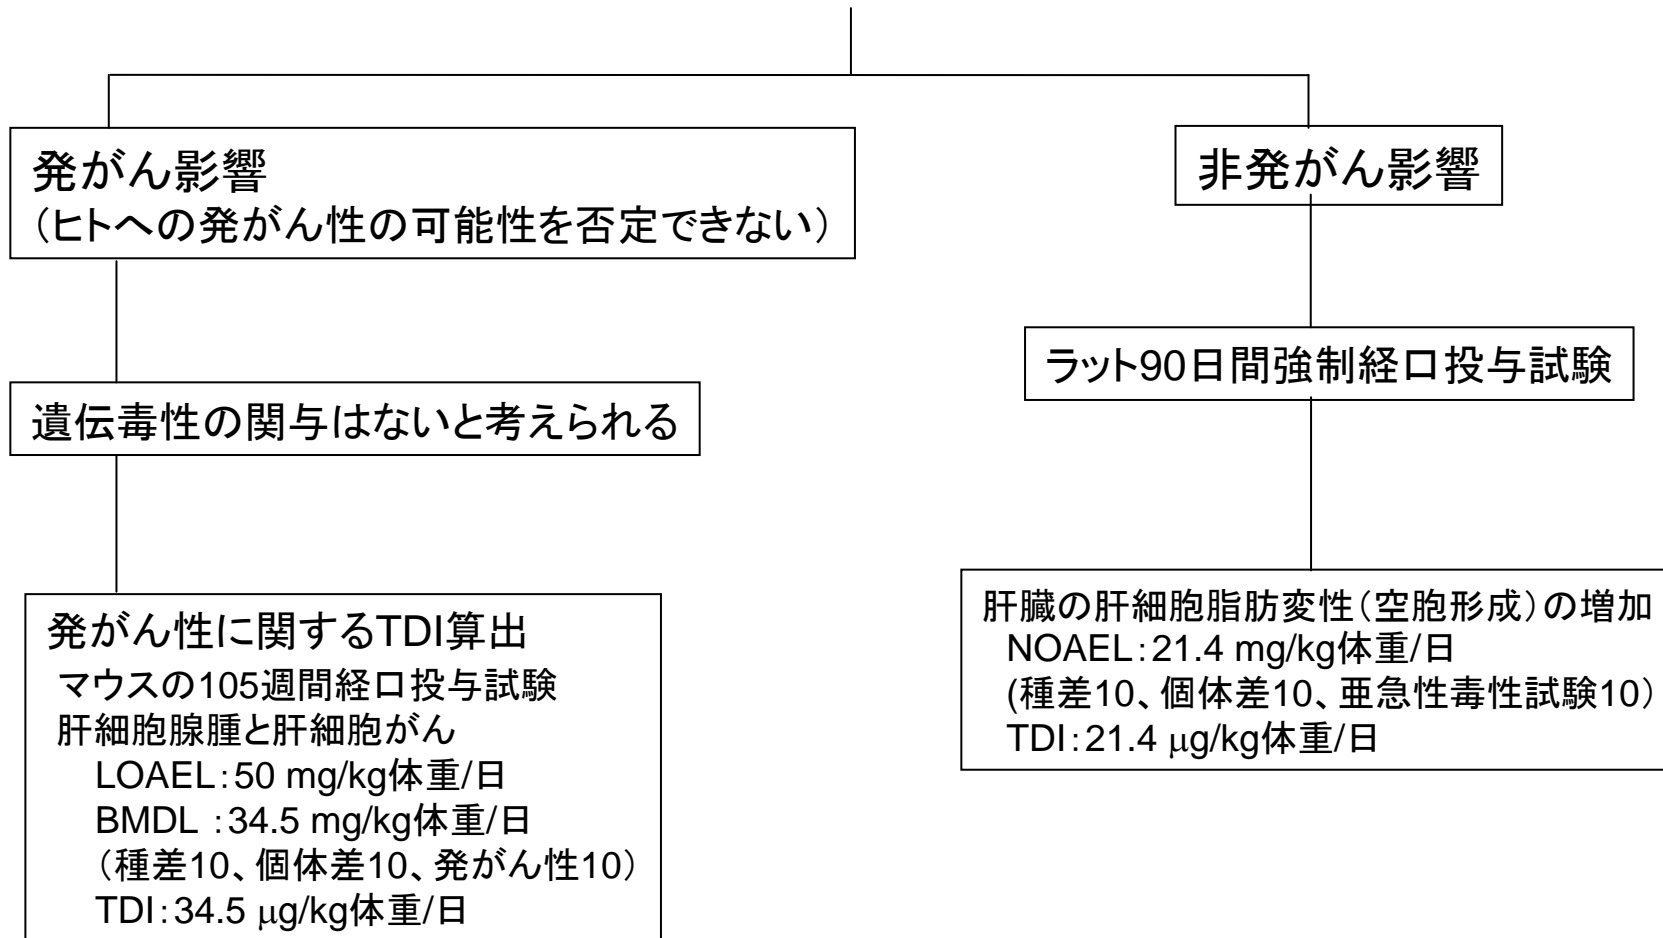 発がん影響
（ヒトへの発がん性の可能性を否定できない）
遺伝毒性の関与はないと考えられる
発がん性に関するTDI算出
マウスの105週間経口投与試験
肝細胞腺腫と肝細胞がん
LOAEL：50 mg/kg体重/日
BMDL ：34.5 mg/kg体重/日
（種差10、個体差10、発がん性10）
TDI：34.5 μg/kg体重/日
非発がん影響
ラット90日間強制経口投与試験
肝臓の肝細胞脂肪変性（空胞形成）の増加
NOAEL：21.4 mg/kg体重/日
(種差10、個体差10、亜急性毒性試験10）
TDI：21.4 μg/kg体重/日